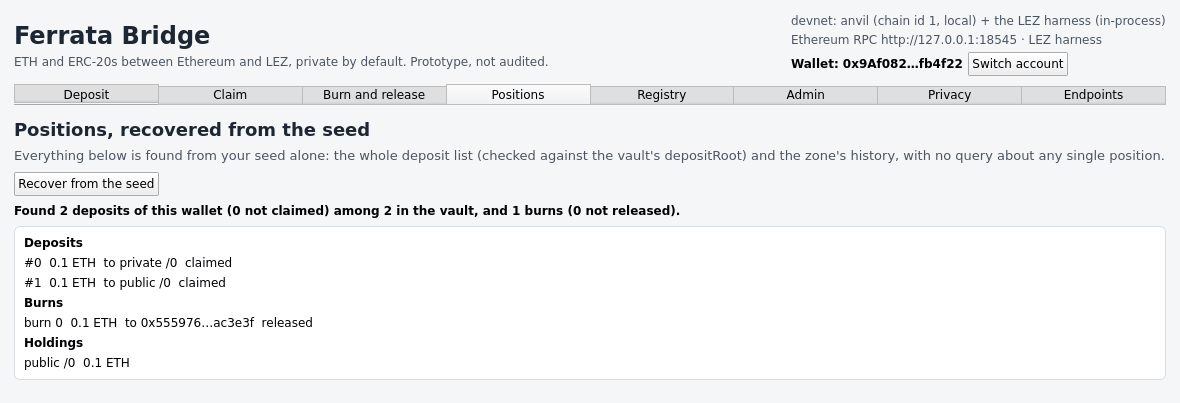 Ferrata Bridge
ETH and ERC-20s between Ethereum and LEZ, private by default. Prototype, not audited.
devnet: anvil (chain id 1, local) + the LEZ harness (in-process)
Ethereum RPC http://127.0.0.1:18545 · LEZ harness
Wallet: 0x9Af082…fb4f22 Switch account
Deposit Claim Burn and release Positions Registry Admin Privacy Endpoints
Positions, recovered from the seed
Everything below is found from your seed alone: the whole deposit list (checked against the vault's depositRoot) and the zone's history, with no query about any single position.
Recover from the seed
Found 2 deposits of this wallet (0 not claimed) among 2 in the vault, and 1 burns (0 not released).
Deposits
#0 0.1 ETH to private /0 claimed
#1 0.1 ETH to public /0 claimed
Burns
burn 0 0.1 ETH to 0x555976…ac3e3f released
Holdings
public /0 0.1 ETH